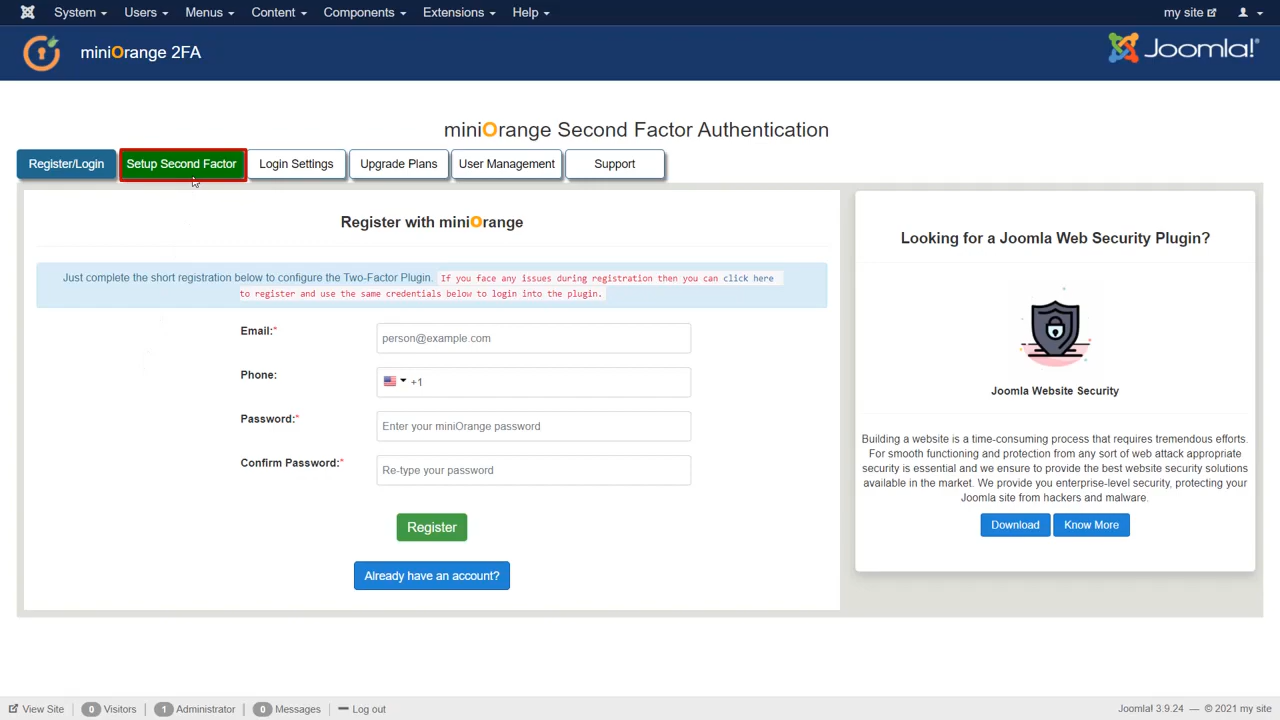 System Users Menus Content Components Extensions Help my site
miniOrange 2FA Joomla!®
miniOrange Second Factor Authentication
Register/Login Setup Second Factor Login Settings Upgrade Plans User Management Support
Register with miniOrange
Just complete the short registration below to configure the Two-Factor Plugin. If you face any issues during registration then you can click here
to register and use the same credentials below to login into the plugin.
Email:*
person@example.com
Phone:
+1
Password:*
Enter your miniOrange password
Confirm Password:*
Re-type your password
Register
Already have an account?
Looking for a Joomla Web Security Plugin?
Joomla Website Security
Building a website is a time-consuming process that requires tremendous efforts.
For smooth functioning and protection from any sort of web attack appropriate
security is essential and we ensure to provide the best website security solutions
available in the market. We provide you enterprise-level security, protecting your
Joomla site from hackers and malware.
Download Know More
View Site 0 Visitors 1 Administrator 0 Messages Log out Joomla! 3.9.24 — © 2021 my site